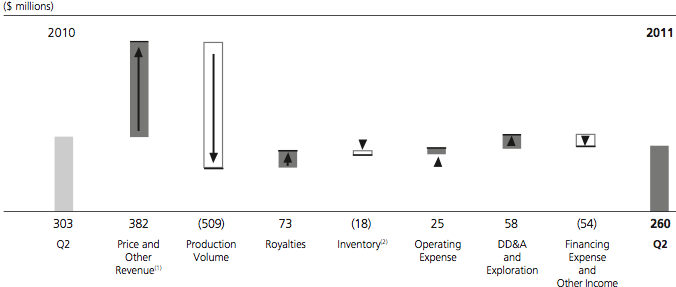 ($ millions)
2010 2011
303 382 (509) 73 (18) 25 58 (54) 260
Q2 Price and Production Royalties Inventory(2) Operating DD&A Financing Q2
Other Volume Expense and Expense
Revenue(1) Exploration and
Other Income